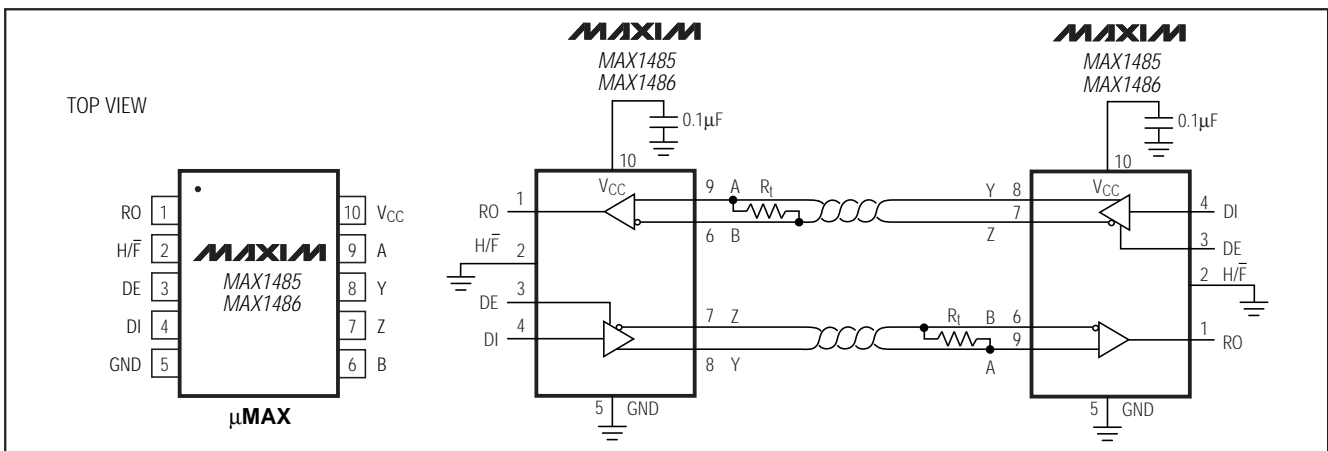 TOP VIEW
MAXIM
MAX1485
MAX1486
RO 1
H/F̅ 2
DE 3
DI 4
GND 5
10 VCC
9 A
8 Y
7 Z
6 B
µMAX
MAXIM
MAX1485
MAX1486
0.1µF
10
VCC
RO 1
H/F̅ 2
DE 3
DI 4
9 A Rt
6 B
7 Z
8 Y
5 GND
MAXIM
MAX1485
MAX1486
0.1µF
10
VCC
Y 8
7
Z
4 DI
3 DE
2 H/F̅
Rt B 6
9
A
1 RO
5 GND